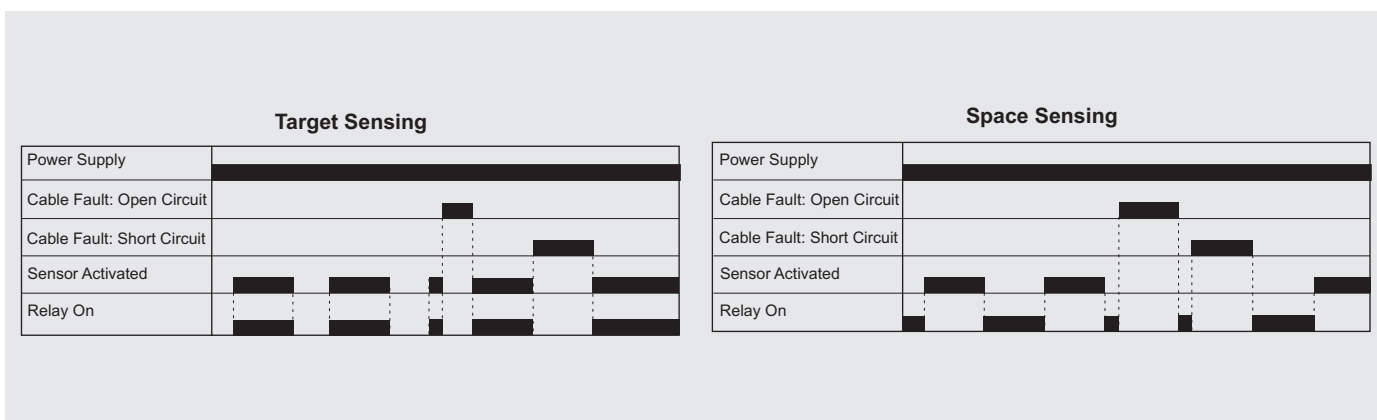 Target Sensing
Power Supply
Cable Fault: Open Circuit
Cable Fault: Short Circuit
Sensor Activated
Relay On
Space Sensing
Power Supply
Cable Fault: Open Circuit
Cable Fault: Short Circuit
Sensor Activated
Relay On